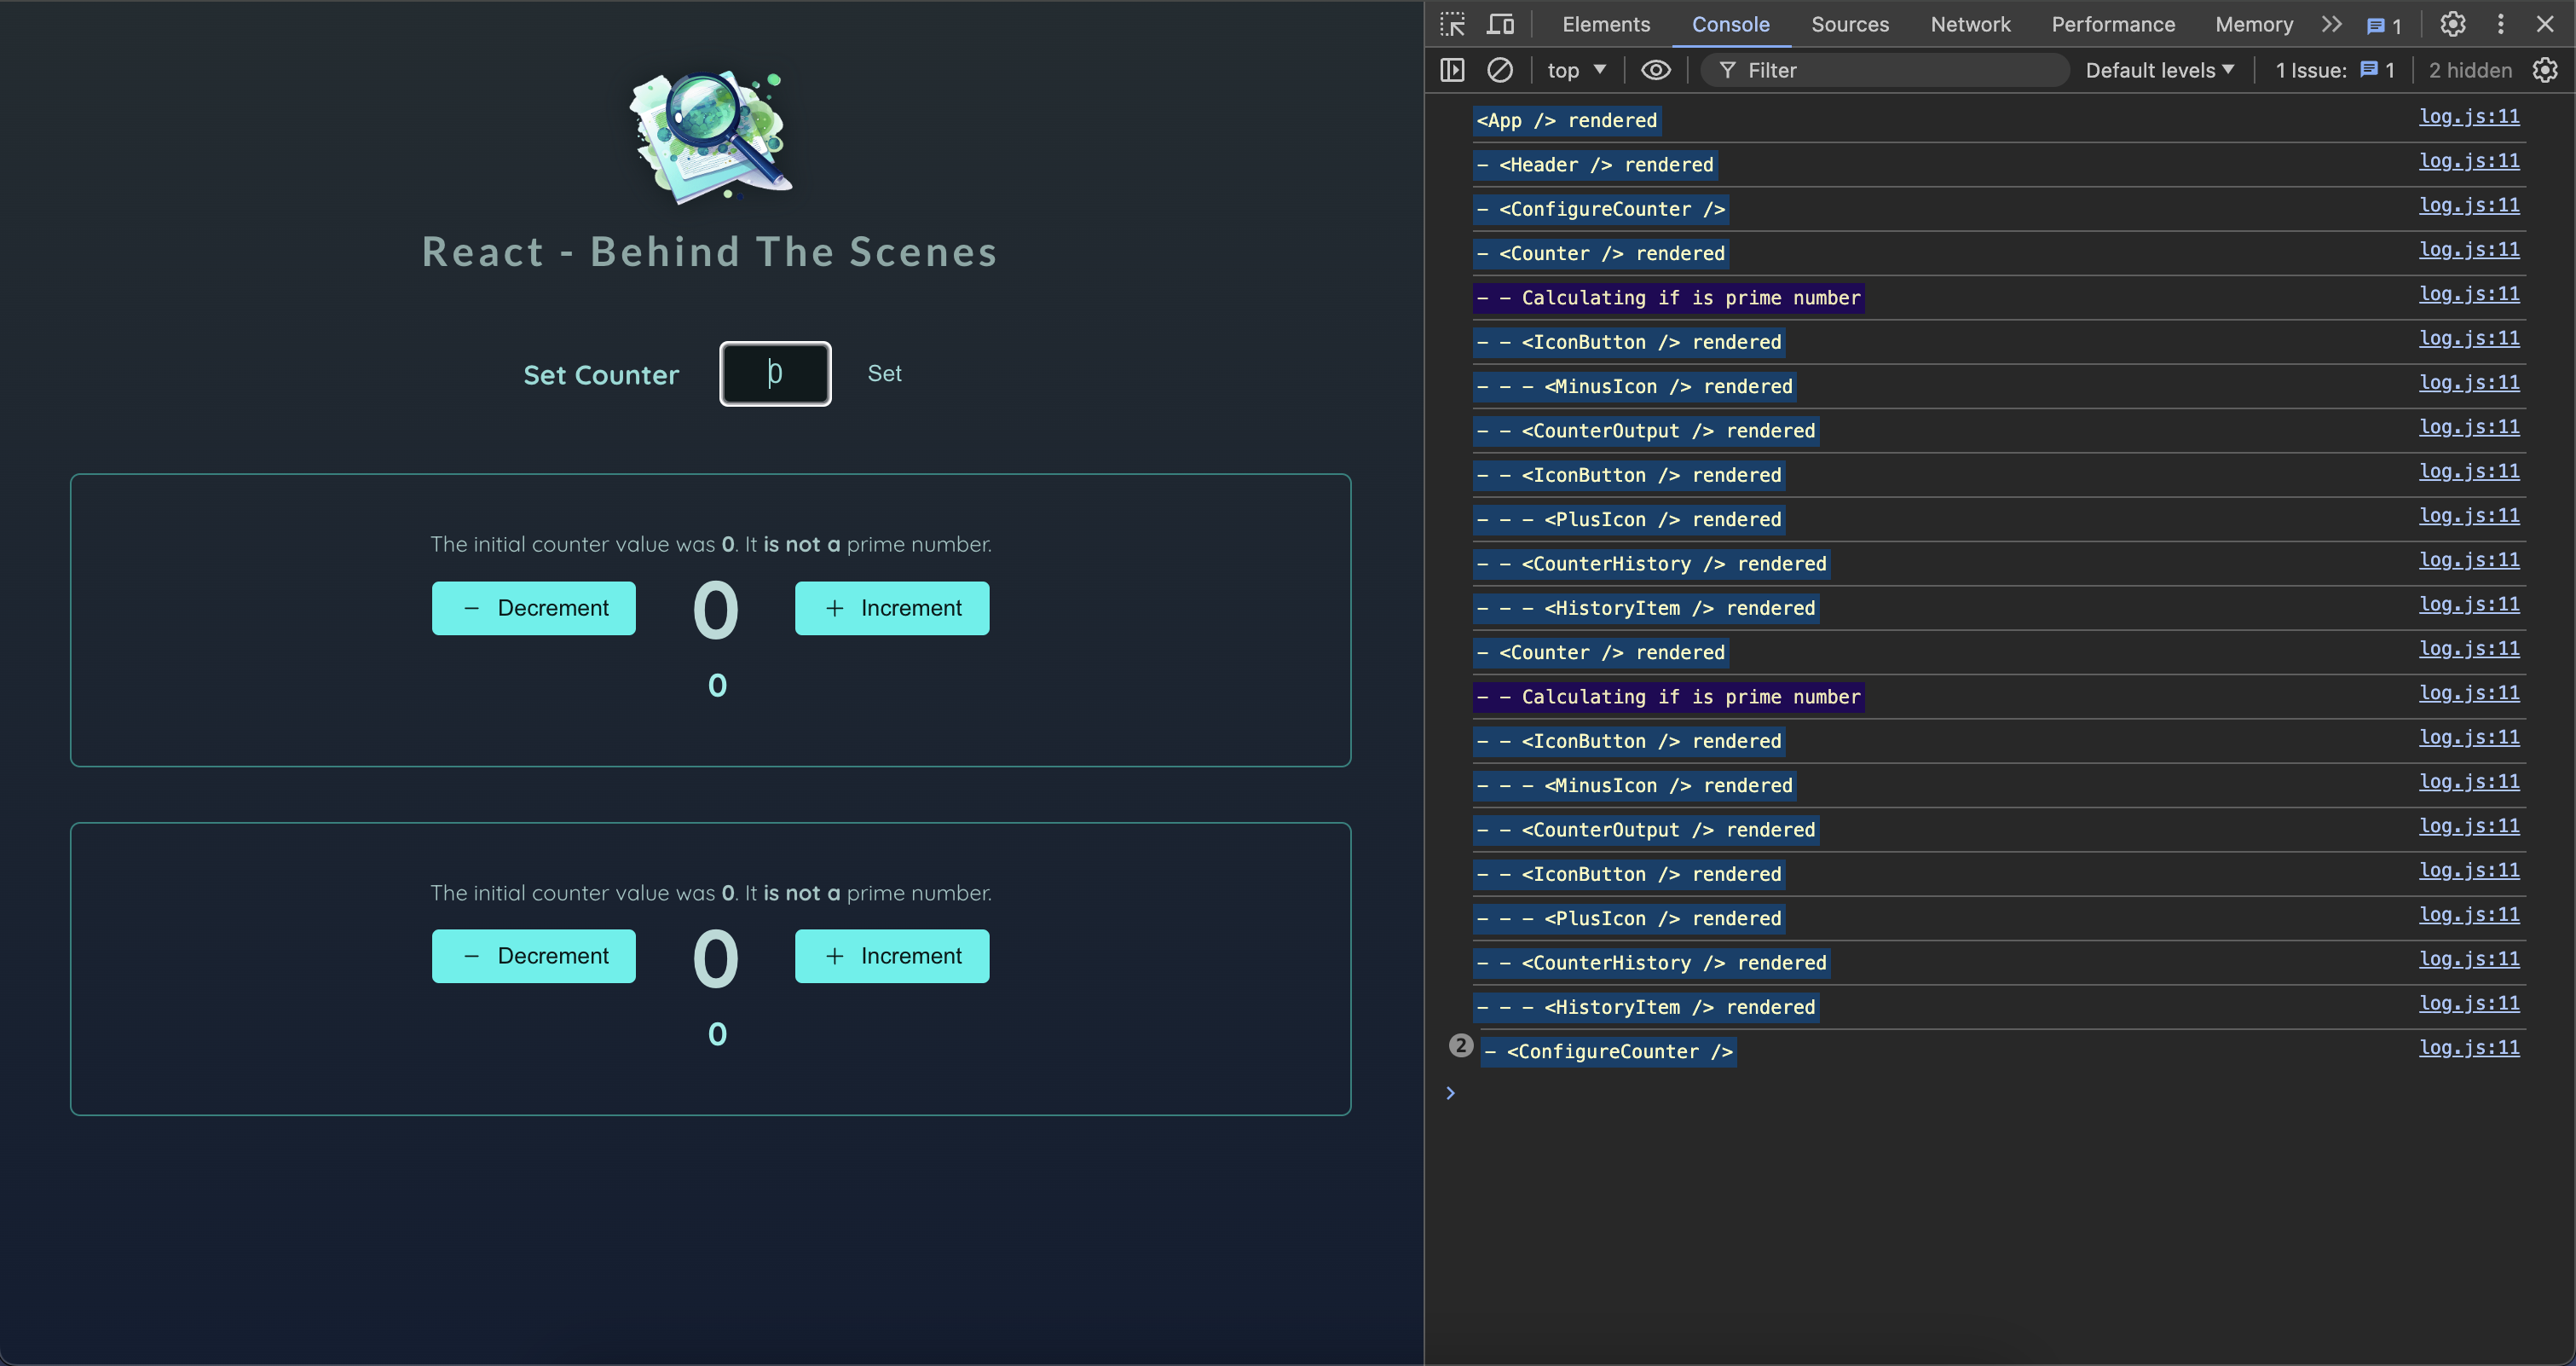 React - Behind The Scenes
Set Counter 0 Set
The initial counter value was 0. It is not a prime number.
− Decrement 0 + Increment
0
The initial counter value was 0. It is not a prime number.
− Decrement 0 + Increment
0
Elements Console Sources Network Performance Memory 1
top Filter Default levels 1 Issue: 1 2 hidden
<App /> rendered log.js:11
- <Header /> rendered log.js:11
- <ConfigureCounter /> log.js:11
- <Counter /> rendered log.js:11
- - Calculating if is prime number log.js:11
- - <IconButton /> rendered log.js:11
- - - <MinusIcon /> rendered log.js:11
- - <CounterOutput /> rendered log.js:11
- - <IconButton /> rendered log.js:11
- - - <PlusIcon /> rendered log.js:11
- - <CounterHistory /> rendered log.js:11
- - - <HistoryItem /> rendered log.js:11
- <Counter /> rendered log.js:11
- - Calculating if is prime number log.js:11
- - <IconButton /> rendered log.js:11
- - - <MinusIcon /> rendered log.js:11
- - <CounterOutput /> rendered log.js:11
- - <IconButton /> rendered log.js:11
- - - <PlusIcon /> rendered log.js:11
- - <CounterHistory /> rendered log.js:11
- - - <HistoryItem /> rendered log.js:11
2 - <ConfigureCounter /> log.js:11